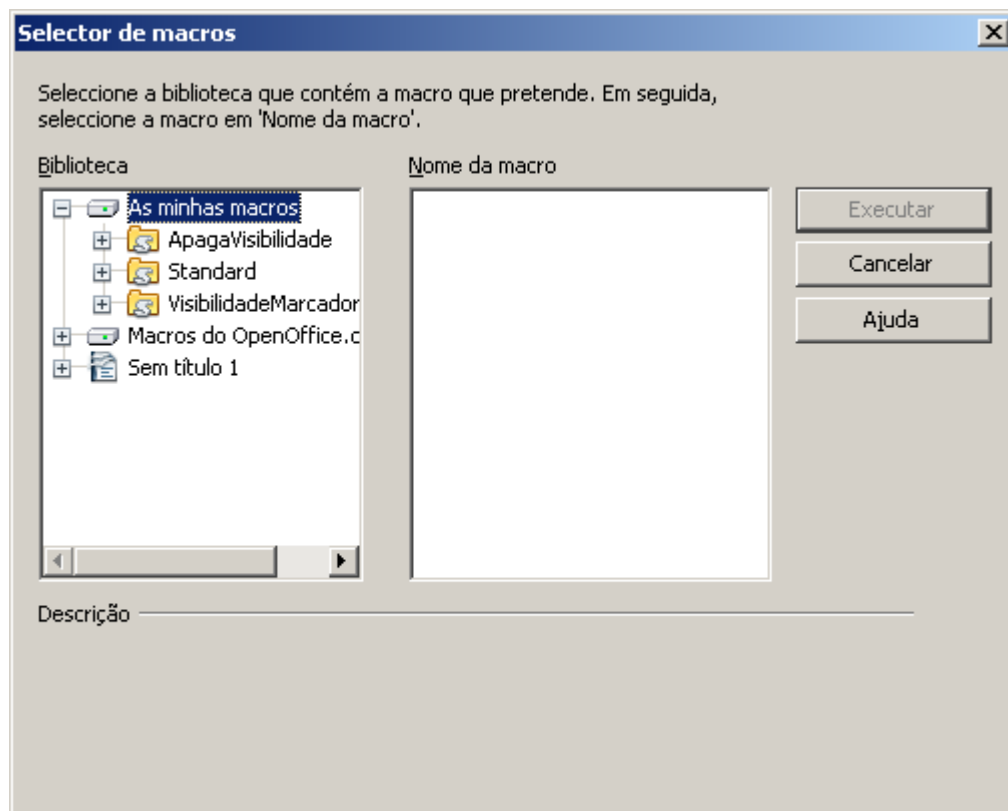 Selector de macros
Seleccione a biblioteca que contém a macro que pretende. Em seguida,
seleccione a macro em 'Nome da macro'.
Biblioteca
Nome da macro
As minhas macros
ApagaVisibilidade
Standard
VisibilidadeMarcador
Macros do OpenOffice.c
Sem título 1
Executar
Cancelar
Ajuda
Descrição